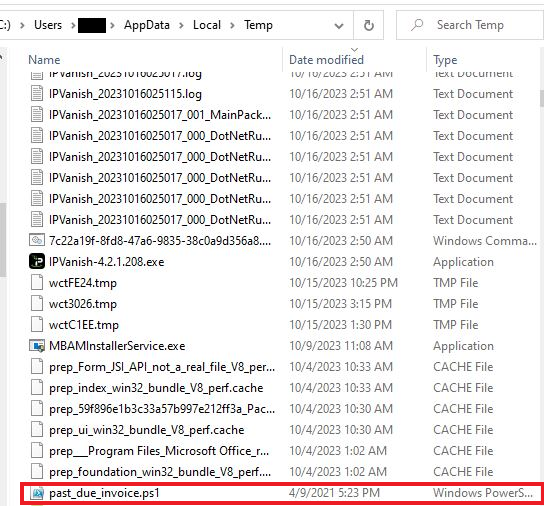 :) > Users > AppData > Local > Temp Search Temp
Name Date modified Type
IPVanish_20231016025017.log 10/16/2023 2:51 AM Text Document
IPVanish_20231016025115.log 10/16/2023 2:51 AM Text Document
IPVanish_20231016025017_001_MainPack... 10/16/2023 2:51 AM Text Document
IPVanish_20231016025017_000_DotNetRu... 10/16/2023 2:51 AM Text Document
IPVanish_20231016025017_000_DotNetRu... 10/16/2023 2:51 AM Text Document
IPVanish_20231016025017_000_DotNetRu... 10/16/2023 2:51 AM Text Document
IPVanish_20231016025017_000_DotNetRu... 10/16/2023 2:51 AM Text Document
IPVanish_20231016025017_000_DotNetRu... 10/16/2023 2:51 AM Text Document
7c22a19f-8fd8-47a6-9835-38c0a9d356a8.... 10/16/2023 2:50 AM Windows Comma...
IPVanish-4.2.1.208.exe 10/16/2023 2:50 AM Application
wctFE24.tmp 10/15/2023 10:25 PM TMP File
wct3026.tmp 10/15/2023 3:15 PM TMP File
wctC1EE.tmp 10/15/2023 1:30 PM TMP File
MBAMInstallerService.exe 10/9/2023 11:08 AM Application
prep_Form_JSI_API_not_a_real_file_V8_per... 10/4/2023 10:33 AM CACHE File
prep_index_win32_bundle_V8_perf.cache 10/4/2023 10:33 AM CACHE File
prep_59f896e1b3c33a57b997e212ff3a_Pac... 10/4/2023 10:30 AM CACHE File
prep_ui_win32_bundle_V8_perf.cache 10/4/2023 10:30 AM CACHE File
prep___Program Files_Microsoft Office_r... 10/4/2023 1:02 AM CACHE File
prep_foundation_win32_bundle_V8_perf.... 10/4/2023 1:02 AM CACHE File
past_due_invoice.ps1 4/9/2021 5:23 PM Windows PowerS...